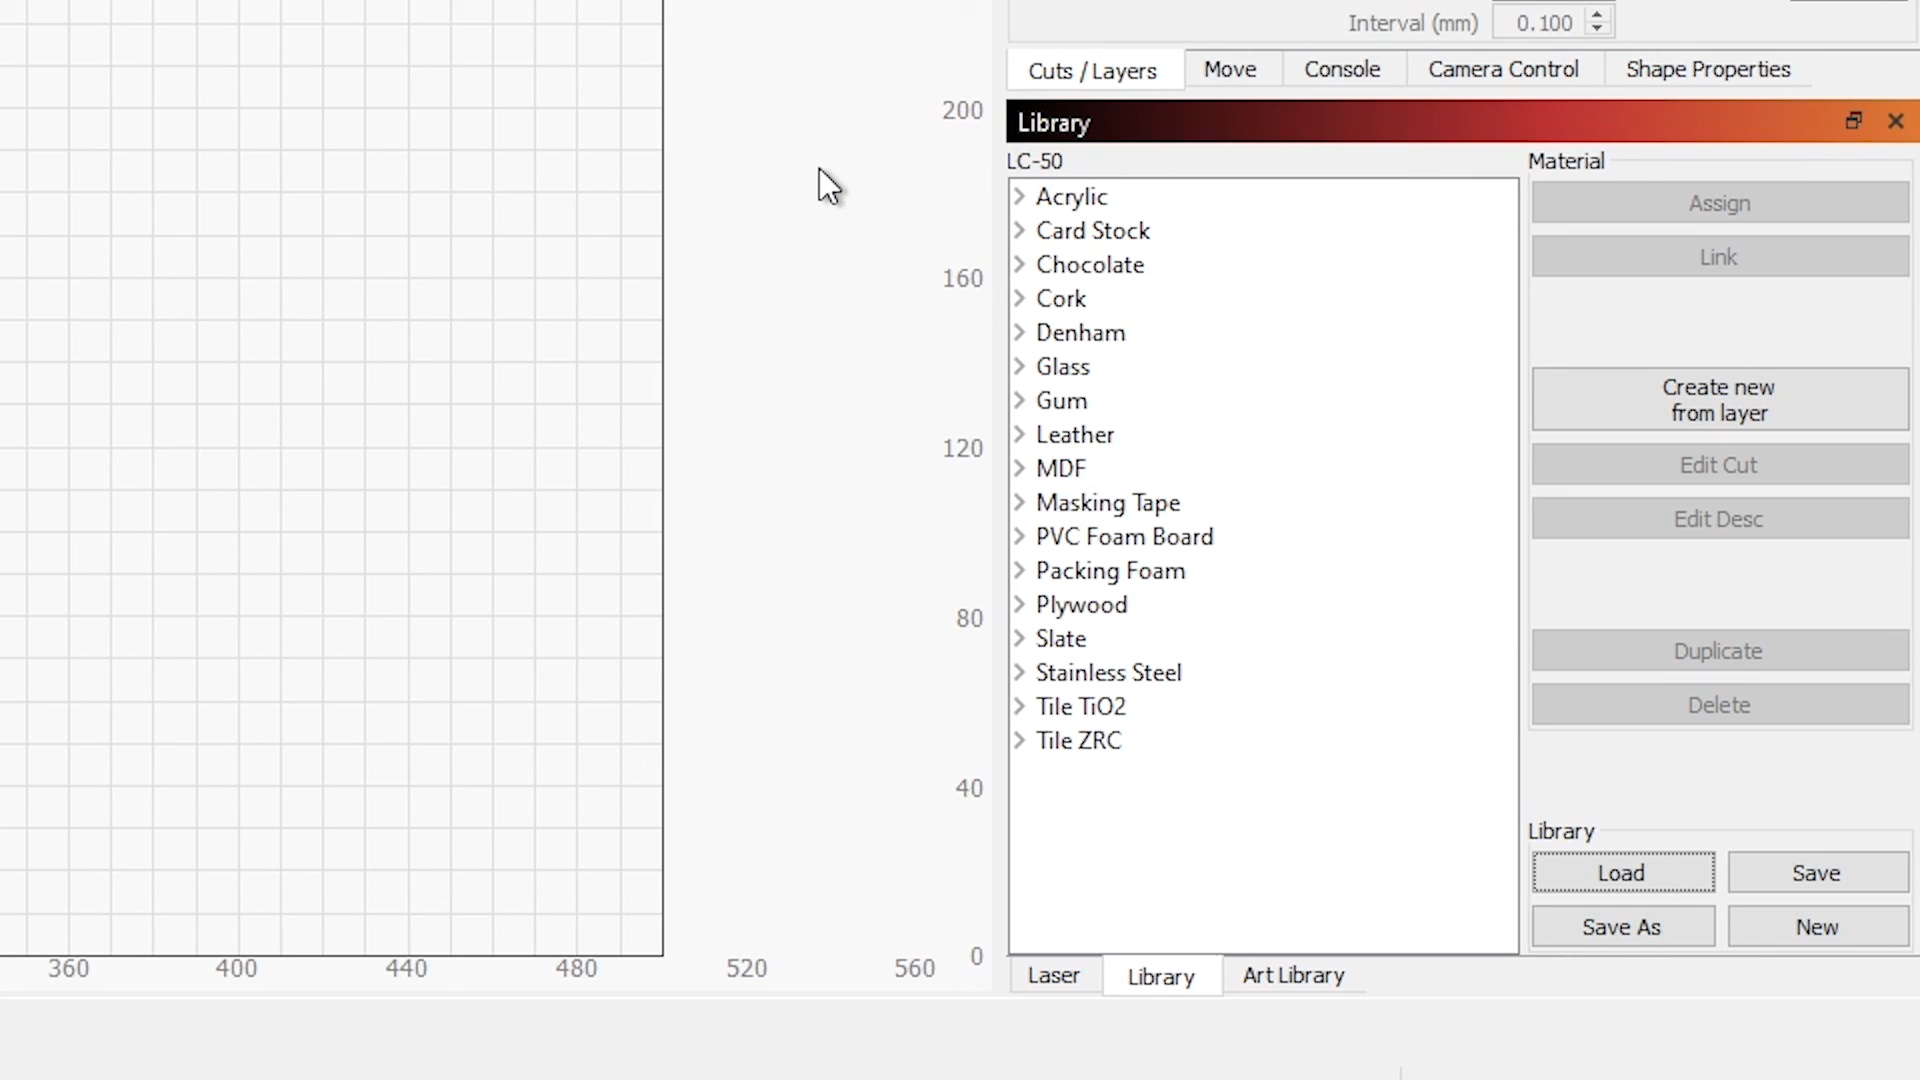 Interval (mm) 0.100
Cuts / Layers Move Console Camera Control Shape Properties
Library
LC-50
Material
Acrylic
Card Stock
Chocolate
Cork
Denham
Glass
Gum
Leather
MDF
Masking Tape
PVC Foam Board
Packing Foam
Plywood
Slate
Stainless Steel
Tile TiO2
Tile ZRC
Assign
Link
Create new
from layer
Edit Cut
Edit Desc
Duplicate
Delete
Library
Load Save
Save As New
Laser Library Art Library
200
160
120
80
40
0
360 400 440 480 520 560